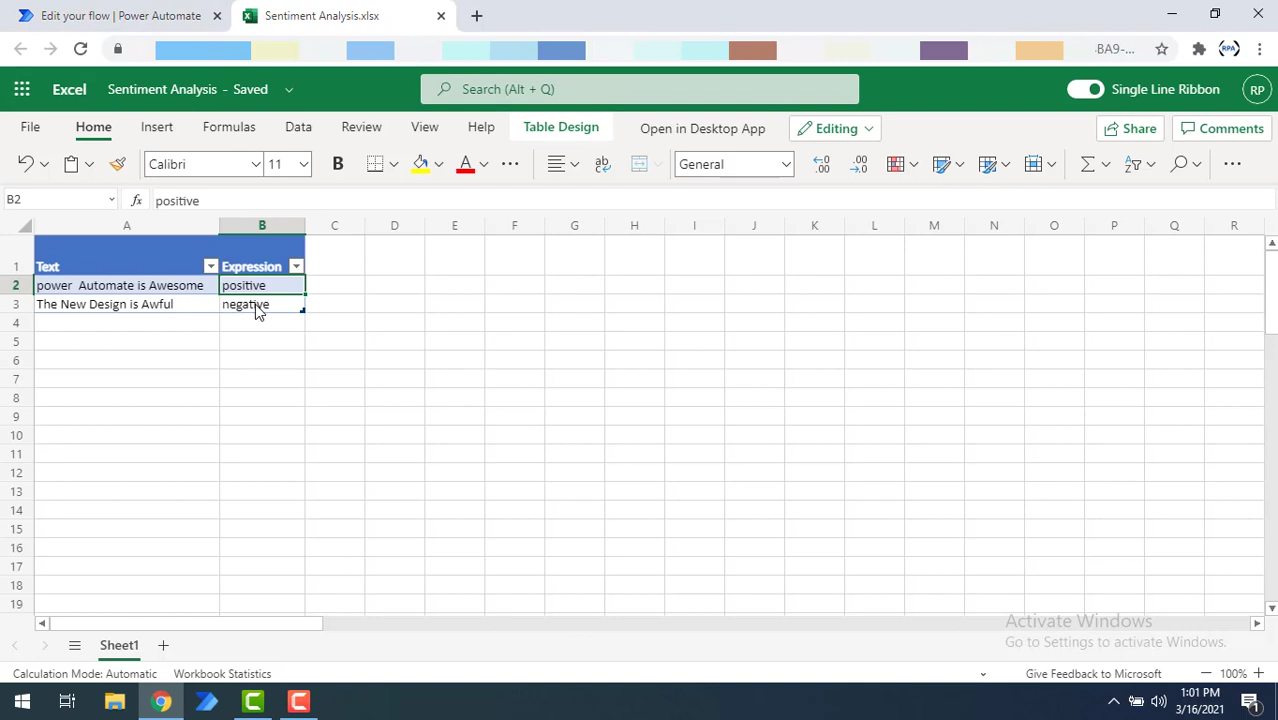 Edit your flow | Power Automate
Sentiment Analysis.xlsx
BA9-...
RPA
Excel
Sentiment Analysis - Saved
Search (Alt + Q)
Single Line Ribbon
RP
File Home Insert Formulas Data Review View Help Table Design Open in Desktop App Editing Share Comments
Calibri 11 B A General
B2 fx positive
A B C D E F G H I J K L M N O P Q R
1 Text Expression
2 power  Automate is Awesome positive
3 The New Design is Awful negative
4
5
6
7
8
9
10
11
12
13
14
15
16
17
18
19
Activate Windows
Go to Settings to activate Windows.
Sheet1
Calculation Mode: Automatic Workbook Statistics Give Feedback to Microsoft 100%
1:01 PM
3/16/2021
1